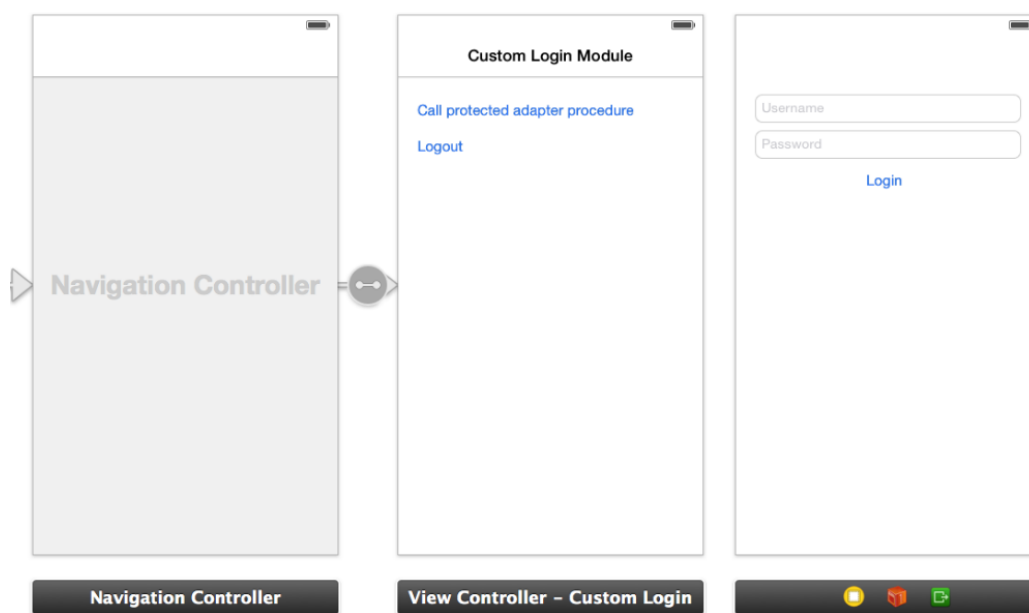 Navigation Controller
Custom Login Module
Call protected adapter procedure
Logout
Username
Password
Login
Navigation Controller
View Controller – Custom Login